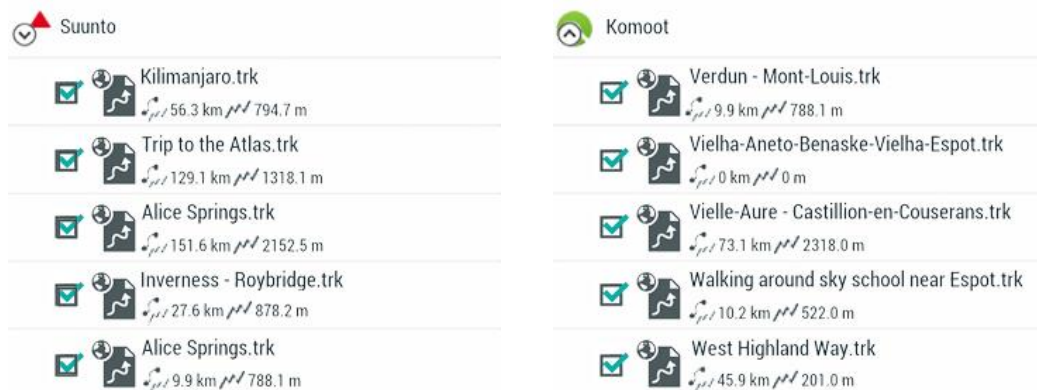 Suunto
Kilimanjaro.trk
56.3 km 794.7 m
Trip to the Atlas.trk
129.1 km 1318.1 m
Alice Springs.trk
151.6 km 2152.5 m
Inverness - Roybridge.trk
27.6 km 878.2 m
Alice Springs.trk
9.9 km 788.1 m
Komoot
Verdun - Mont-Louis.trk
9.9 km 788.1 m
Vielha-Aneto-Benaske-Vielha-Espot.trk
0 km 0 m
Vielle-Aure - Castillion-en-Couserans.trk
73.1 km 2318.0 m
Walking around sky school near Espot.trk
10.2 km 522.0 m
West Highland Way.trk
45.9 km 201.0 m